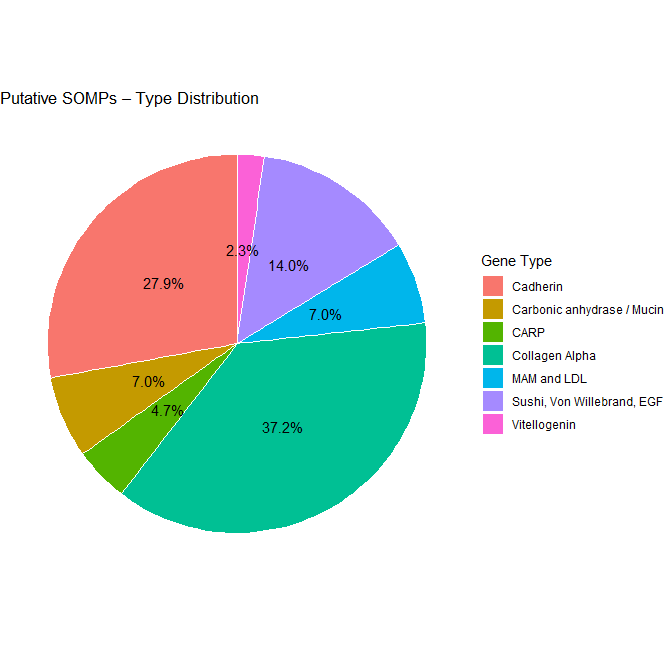 Putative SOMPs – Type Distribution
2.3%
14.0%
27.9%
7.0%
7.0%
4.7%
37.2%
Gene Type
Cadherin
Carbonic anhydrase / Mucin
CARP
Collagen Alpha
MAM and LDL
Sushi, Von Willebrand, EGF
Vitellogenin